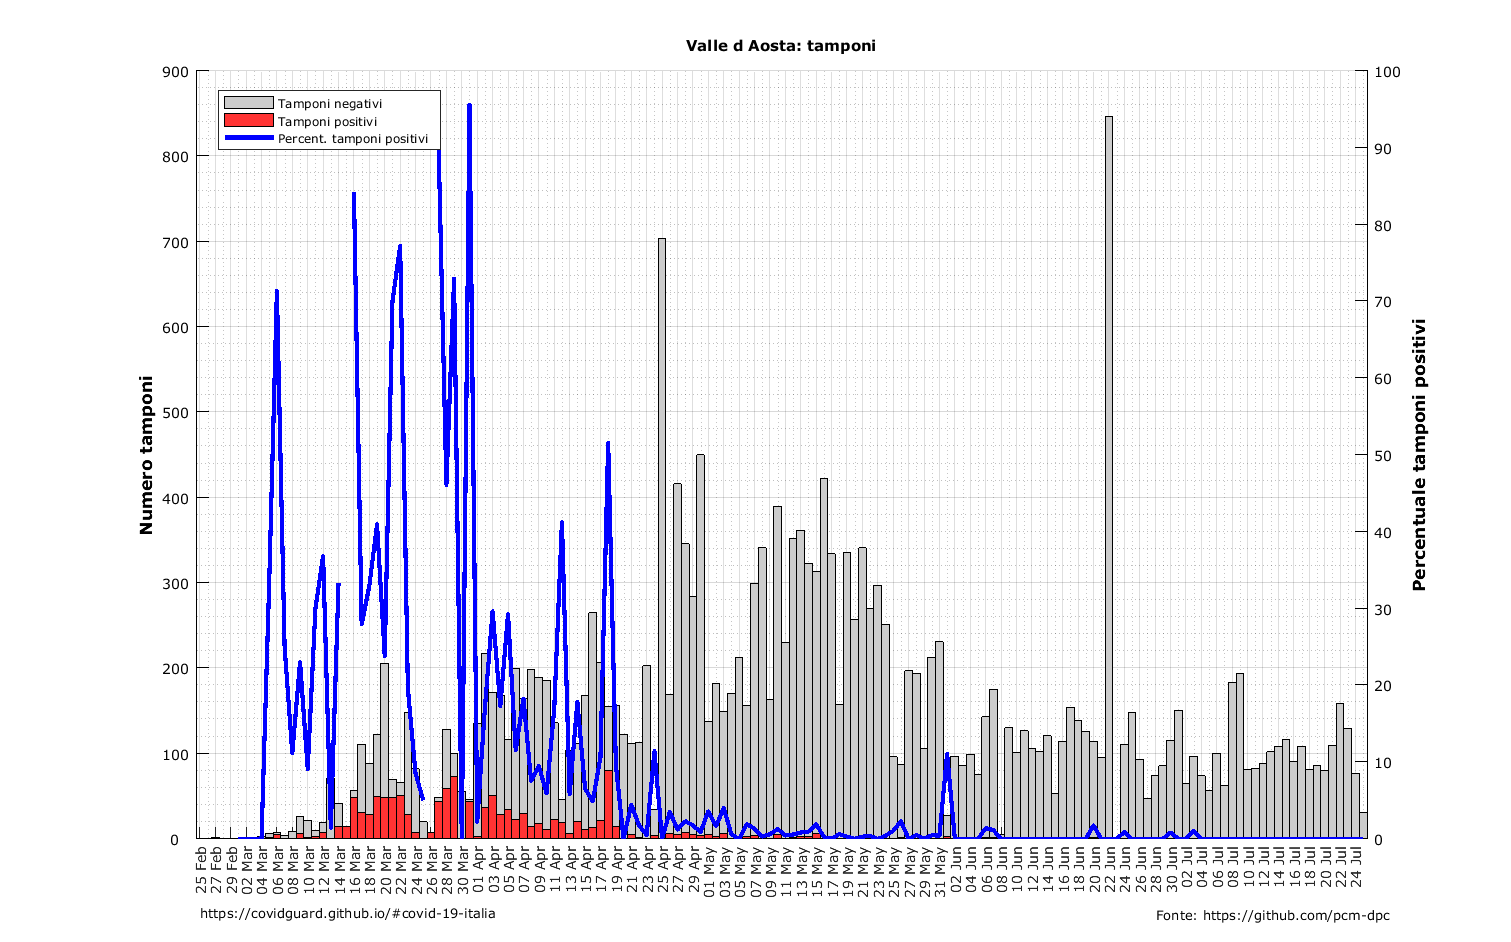 Valle d Aosta: tamponi
Tamponi negativi
Tamponi positivi
Percent. tamponi positivi
Numero tamponi
900
800
700
600
500
400
300
200
100
0
Percentuale tamponi positivi
100
90
80
70
60
50
40
30
20
10
0
25 Feb
27 Feb
29 Feb
02 Mar
04 Mar
06 Mar
08 Mar
10 Mar
12 Mar
14 Mar
16 Mar
18 Mar
20 Mar
22 Mar
24 Mar
26 Mar
28 Mar
30 Mar
01 Apr
03 Apr
05 Apr
07 Apr
09 Apr
11 Apr
13 Apr
15 Apr
17 Apr
19 Apr
21 Apr
23 Apr
25 Apr
27 Apr
29 Apr
01 May
03 May
05 May
07 May
09 May
11 May
13 May
15 May
17 May
19 May
21 May
23 May
25 May
27 May
29 May
31 May
02 Jun
04 Jun
06 Jun
08 Jun
10 Jun
12 Jun
14 Jun
16 Jun
18 Jun
20 Jun
22 Jun
24 Jun
26 Jun
28 Jun
30 Jun
02 Jul
04 Jul
06 Jul
08 Jul
10 Jul
12 Jul
14 Jul
16 Jul
18 Jul
20 Jul
22 Jul
24 Jul
https://covidguard.github.io/#covid-19-italia
Fonte: https://github.com/pcm-dpc